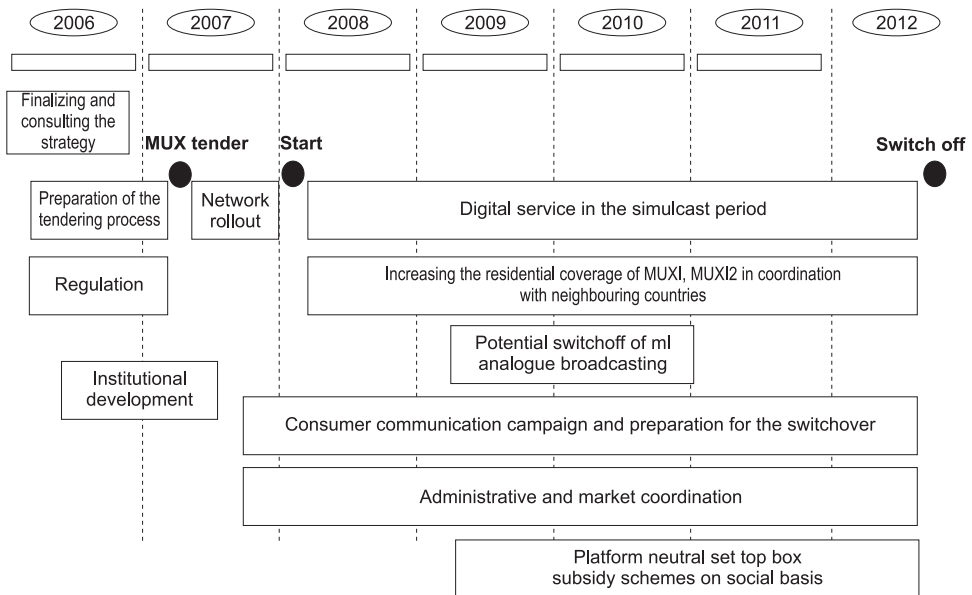 2006
2007
2008
2009
2010
2011
2012
Finalizing and
consulting the
strategy
MUX tender
Start
Switch off
Preparation of the
tendering process
Network
rollout
Digital service in the simulcast period
Regulation
Increasing the residential coverage of MUXI, MUXI2 in coordination
with neighbouring countries
Potential switchoff of ml
analogue broadcasting
Institutional
development
Consumer communication campaign and preparation for the switchover
Administrative and market coordination
Platform neutral set top box
subsidy schemes on social basis